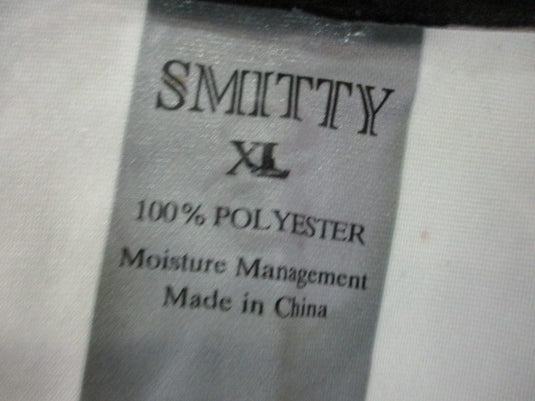 SMITTY
XL
100% POLYESTER
Moisture Management
Made in China